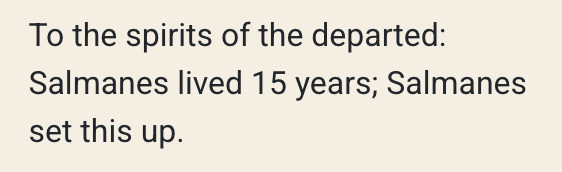 To the spirits of the departed:
Salmanes lived 15 years; Salmanes
set this up.